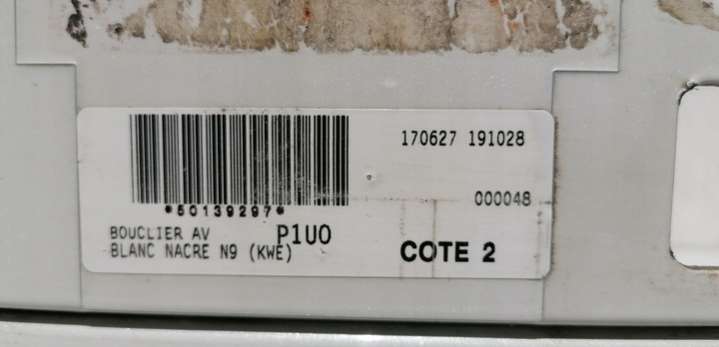 170627 191028
000048
*50139297*
BOUCLIER AV P1U0
BLANC NACRE N9 (KWE)
COTE 2